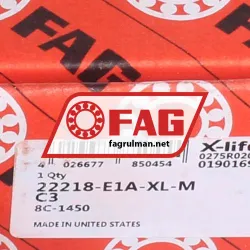 FAG
FAG
fagrulman.net
X-life
4 026677 850454
0275R020
1 Qty
019016
22218-E1A-XL-M
C3
8C-1450
MADE IN UNITED STATES